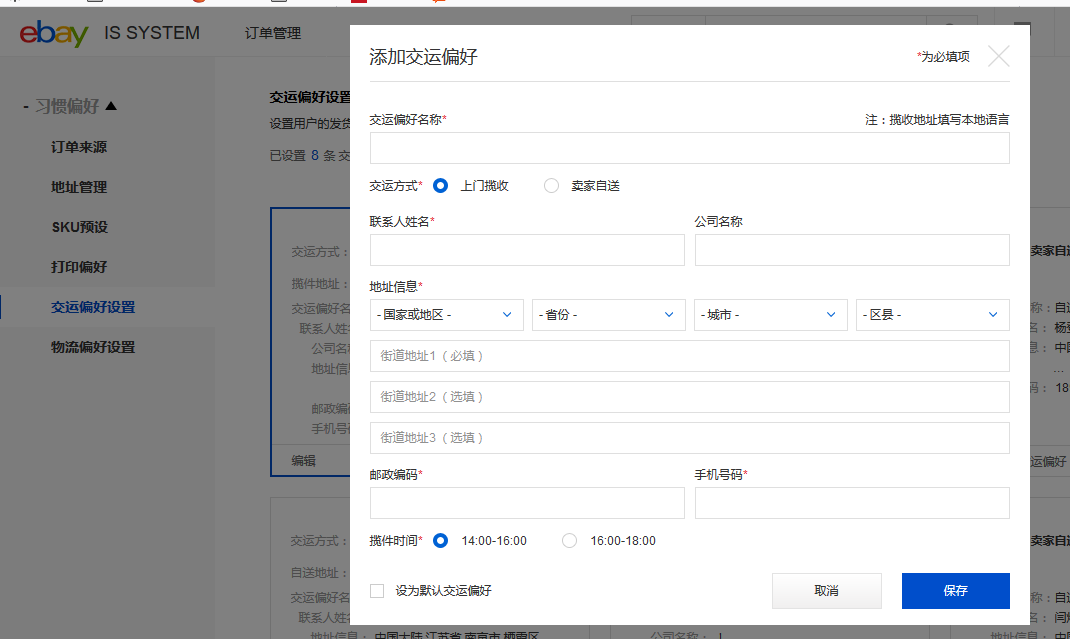 ebay IS SYSTEM 订单管理
- 习惯偏好
订单来源
地址管理
SKU预设
打印偏好
交运偏好设置
物流偏好设置
交运偏好设置
设置用户的发货
已设置 8 条 交
交运方式：
揽件地址：
交运偏好名
联系人姓
公司名
地址信
邮政编
手机号
编辑
交运方式：
自送地址：
交运偏好名
联系人姓
地址信息： 中国大陆 江苏省 南京市 栖霞区
公司名称：
添加交运偏好
*为必填项
交运偏好名称*
注：揽收地址填写本地语言
交运方式* 上门揽收 卖家自送
联系人姓名* 公司名称
地址信息*
- 国家或地区 - - 省份 - - 城市 - - 区县 -
街道地址1（必填）
街道地址2（选填）
街道地址3（选填）
邮政编码* 手机号码*
揽件时间* 14:00-16:00 16:00-18:00
设为默认交运偏好 取消 保存
卖家自送
称： 自送
中国
...
码： 18
运偏好
卖家自送
称： 自送
地址信息： 中国